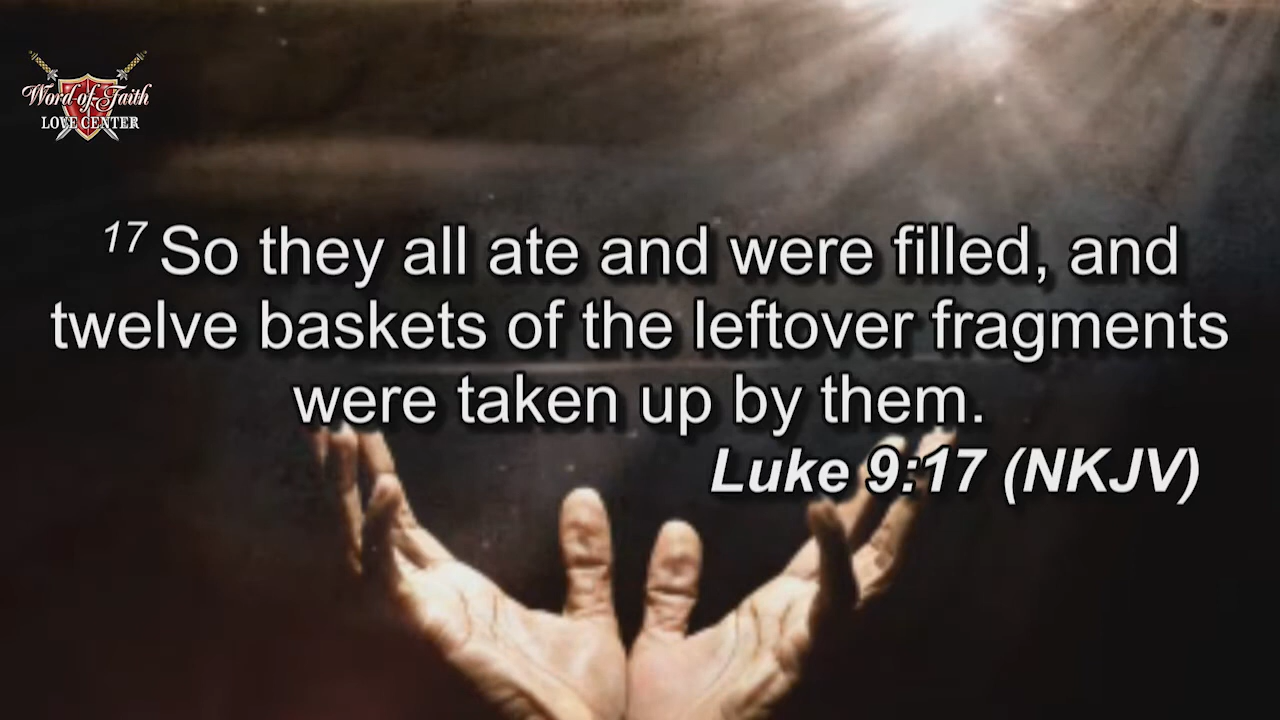 Word of Faith
LOVE CENTER
17 So they all ate and were filled, and
twelve baskets of the leftover fragments
were taken up by them.
Luke 9:17 (NKJV)